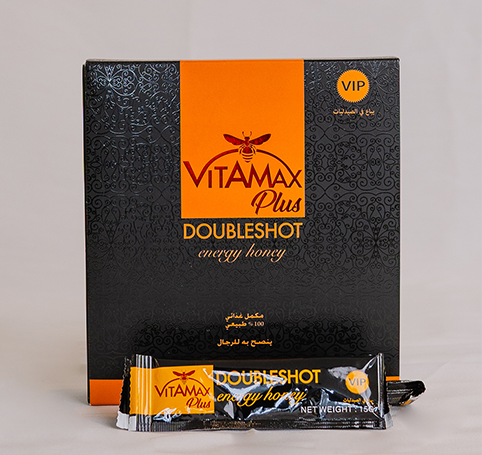 VIP
يباع في الصيدليات
VITAMAX
Plus
DOUBLESHOT
energy honey
مكمل غذائي
100 % طبيعي
ينصح به للرجال
VITAMAX
Plus
DOUBLESHOT
energy honey
VIP
NET WEIGHT : 15G